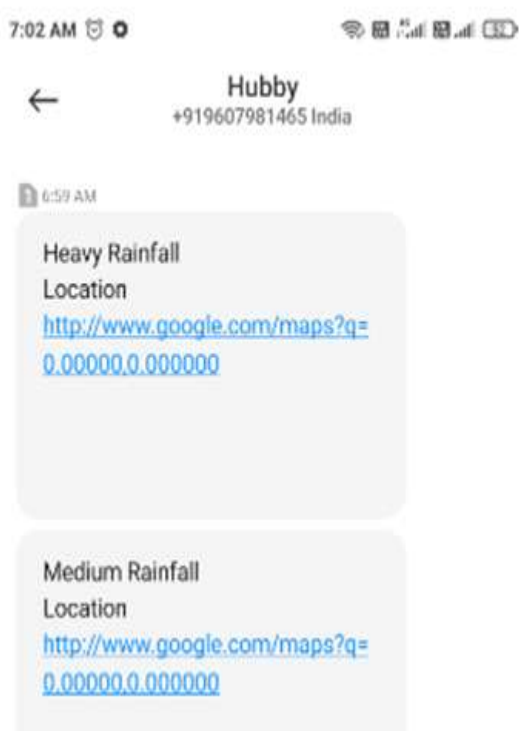 7:02 AM
Hubby
+919607981465 India
6:59 AM
Heavy Rainfall
Location
http://www.google.com/maps?q=
0.00000,0.000000
Medium Rainfall
Location
http://www.google.com/maps?q=
0.00000,0.000000